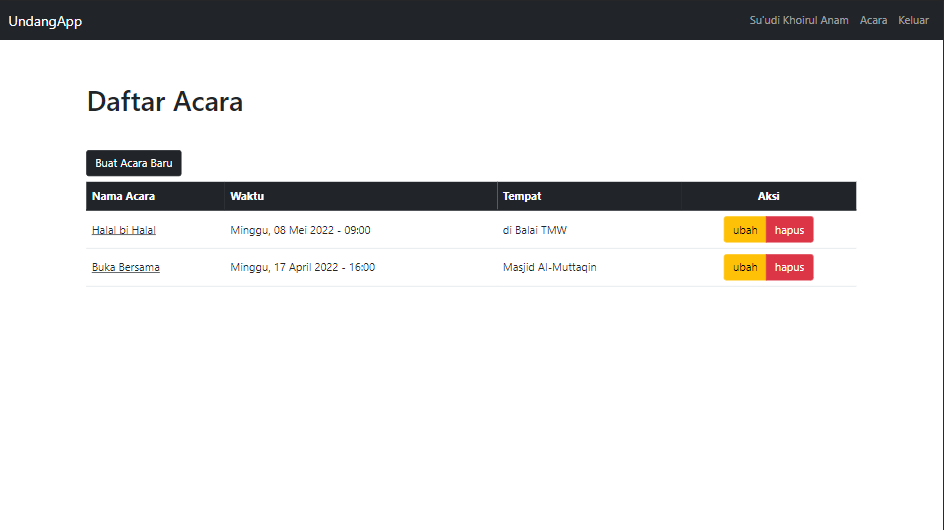 UndangApp Su'udi Khoirul Anam Acara Keluar
Daftar Acara
Buat Acara Baru
Nama Acara Waktu Tempat Aksi
Halal bi Halal Minggu, 08 Mei 2022 - 09:00 di Balai TMW ubah hapus
Buka Bersama Minggu, 17 April 2022 - 16:00 Masjid Al-Muttaqin ubah hapus